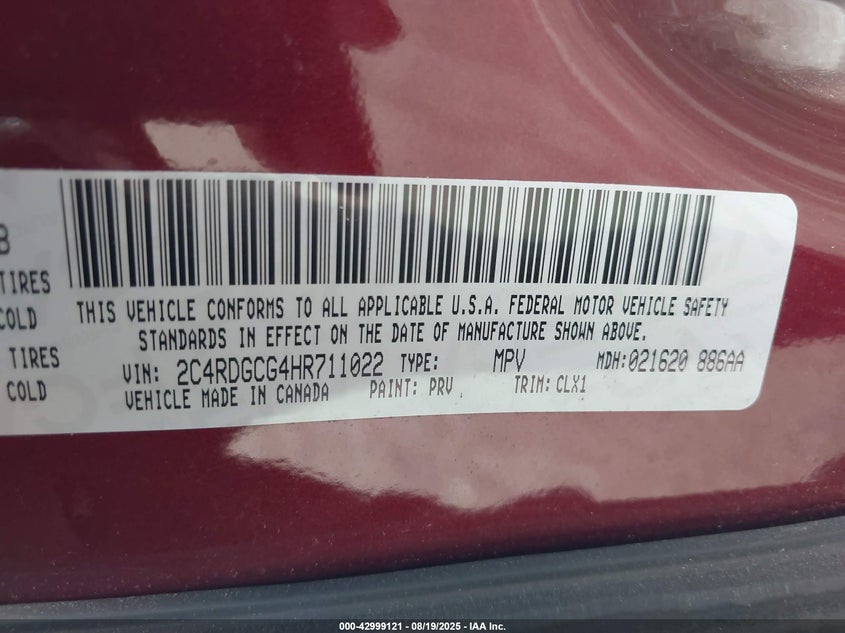 B
TIRES
COLD
TIRES
COLD
THIS VEHICLE CONFORMS TO ALL APPLICABLE U.S.A. FEDERAL MOTOR VEHICLE SAFETY
STANDARDS IN EFFECT ON THE DATE OF MANUFACTURE SHOWN ABOVE.
VIN: 2C4RDGCG4HR711022 TYPE: MPV MDH:021620 886AA
VEHICLE MADE IN CANADA PAINT: PRV TRIM: CLX1
000-42999121 | 08/19/2025 - IAA Inc.